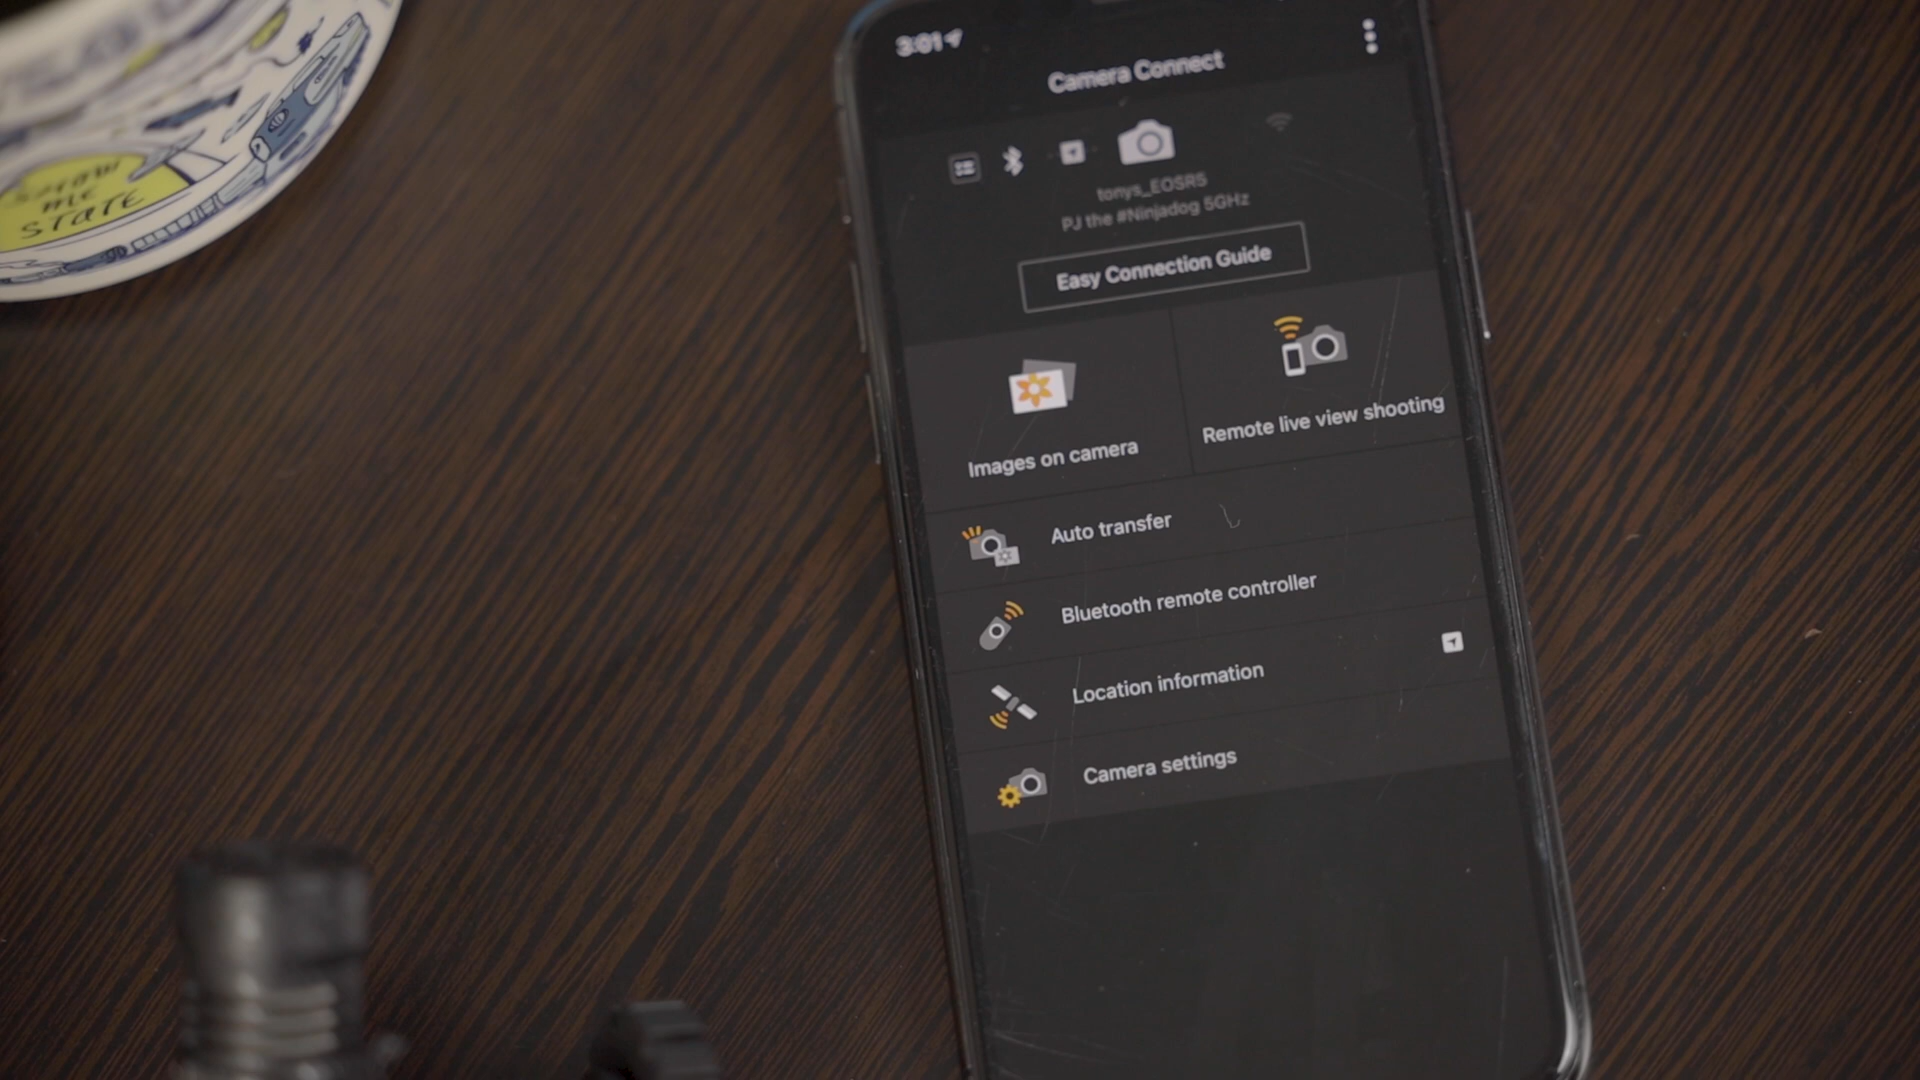 3:01
Camera Connect
tonys_EOSR5
PJ the #Ninjadog 5GHz
Easy Connection Guide
Images on camera
Remote live view shooting
Auto transfer
Bluetooth remote controller
Location information
Camera settings
ME
STATE